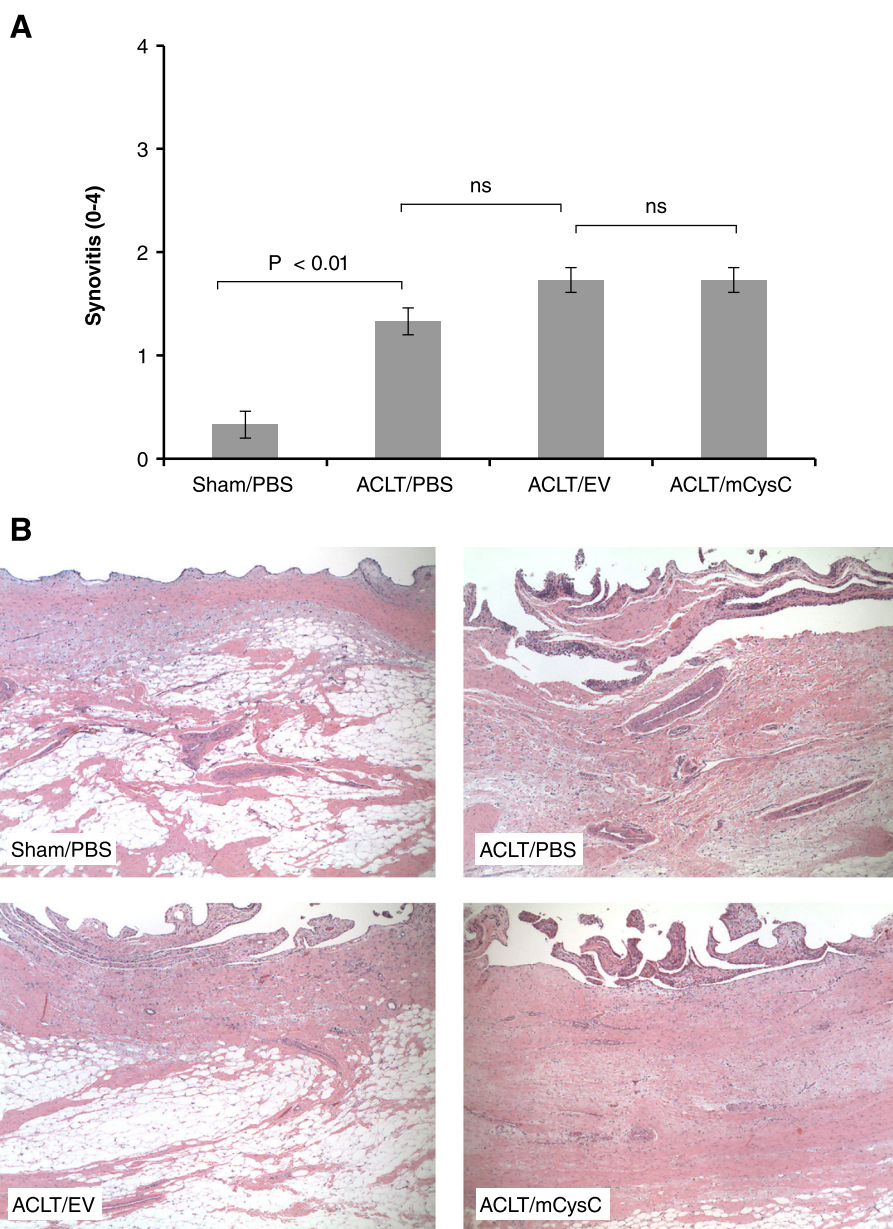 A
Synovitis (0-4)
4
3
2
1
0
P < 0.01
ns
ns
Sham/PBS ACLT/PBS ACLT/EV ACLT/mCysC
B
Sham/PBS
ACLT/PBS
ACLT/EV
ACLT/mCysC